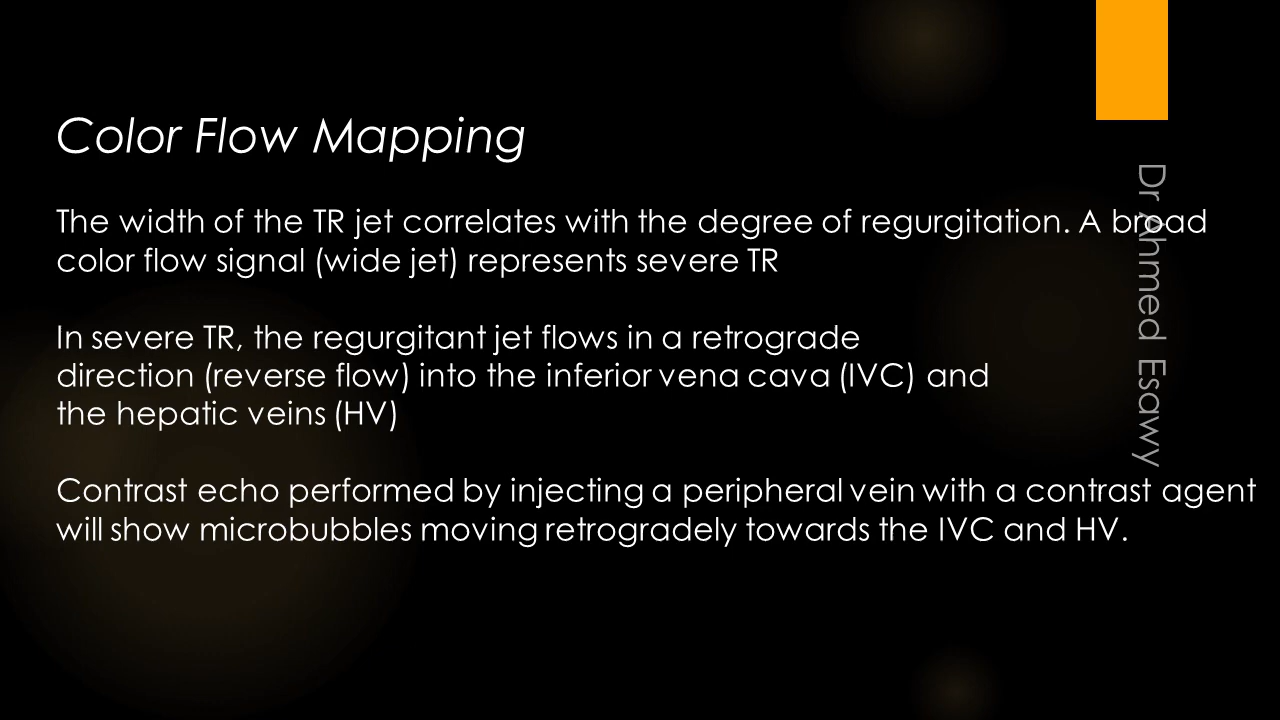 Color Flow Mapping
The width of the TR jet correlates with the degree of regurgitation. A broad
color flow signal (wide jet) represents severe TR
In severe TR, the regurgitant jet flows in a retrograde
direction (reverse flow) into the inferior vena cava (IVC) and
the hepatic veins (HV)
Contrast echo performed by injecting a peripheral vein with a contrast agent
will show microbubbles moving retrogradely towards the IVC and HV.
Dr Ahmed Esawy